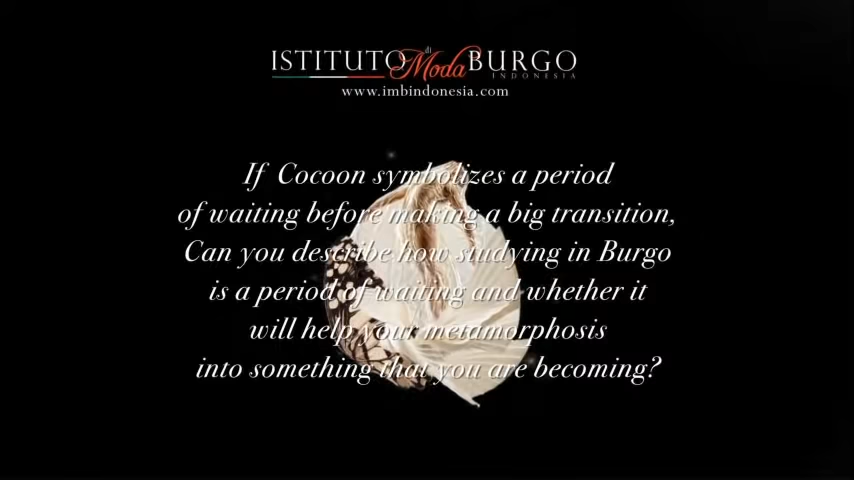 ISTITUTO di Moda BURGO
INDONESIA
www.imbindonesia.com
If Cocoon symbolizes a period
of waiting before making a big transition,
Can you describe how studying in Burgo
is a period of waiting and whether it
will help your metamorphosis
into something that you are becoming?